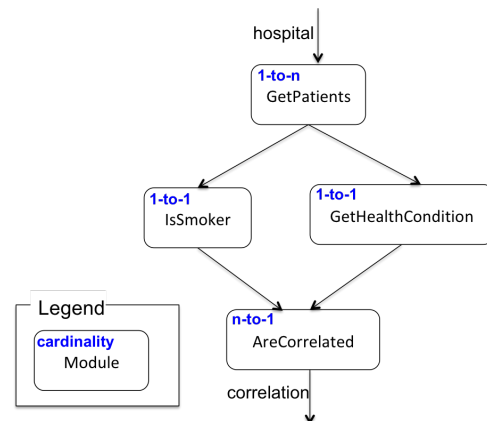 hospital
1-to-n
GetPatients
1-to-1
IsSmoker
1-to-1
GetHealthCondition
n-to-1
AreCorrelated
correlation
Legend
cardinality
Module